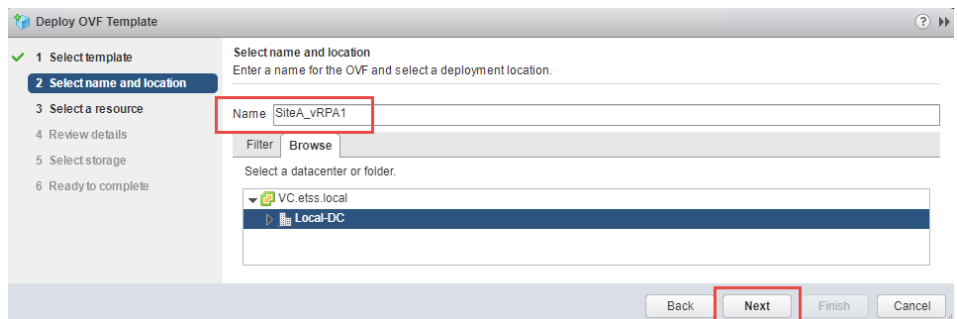 Deploy OVF Template
?
1 Select template
2 Select name and location
3 Select a resource
4 Review details
5 Select storage
6 Ready to complete
Select name and location
Enter a name for the OVF and select a deployment location.
Name SiteA_vRPA1
Filter Browse
Select a datacenter or folder.
VC.etss.local
Local-DC
Back Next Finish Cancel